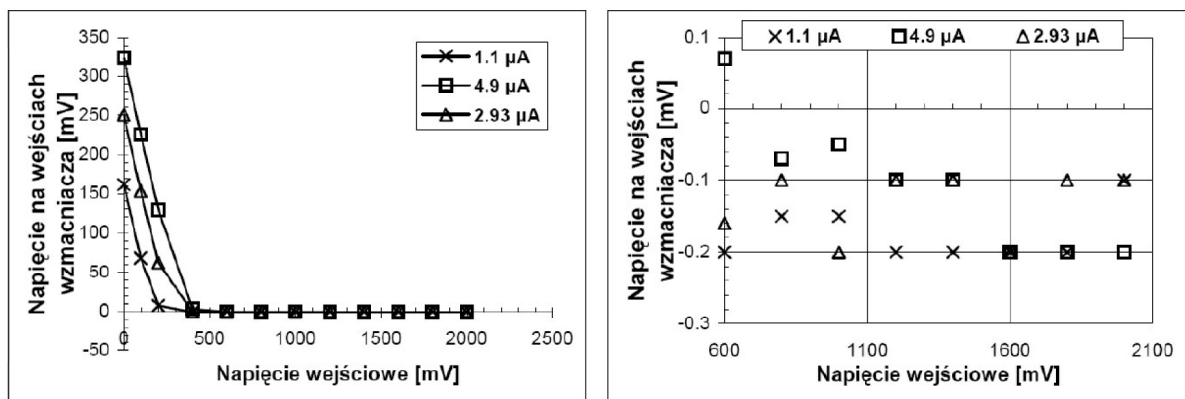 Napięcie na wejściach
wzmacniacza [mV]
350
300
250
200
150
100
50
0
-50
1.1 µA
4.9 µA
2.93 µA
0
500
1000
1500
2000
2500
Napięcie wejściowe [mV]
Napięcie na wejściach
wzmacniacza [mV]
1.1 µA 4.9 µA 2.93 µA
0.1
0
-0.1
-0.2
-0.3
600 1100 1600 2100
Napięcie wejściowe [mV]